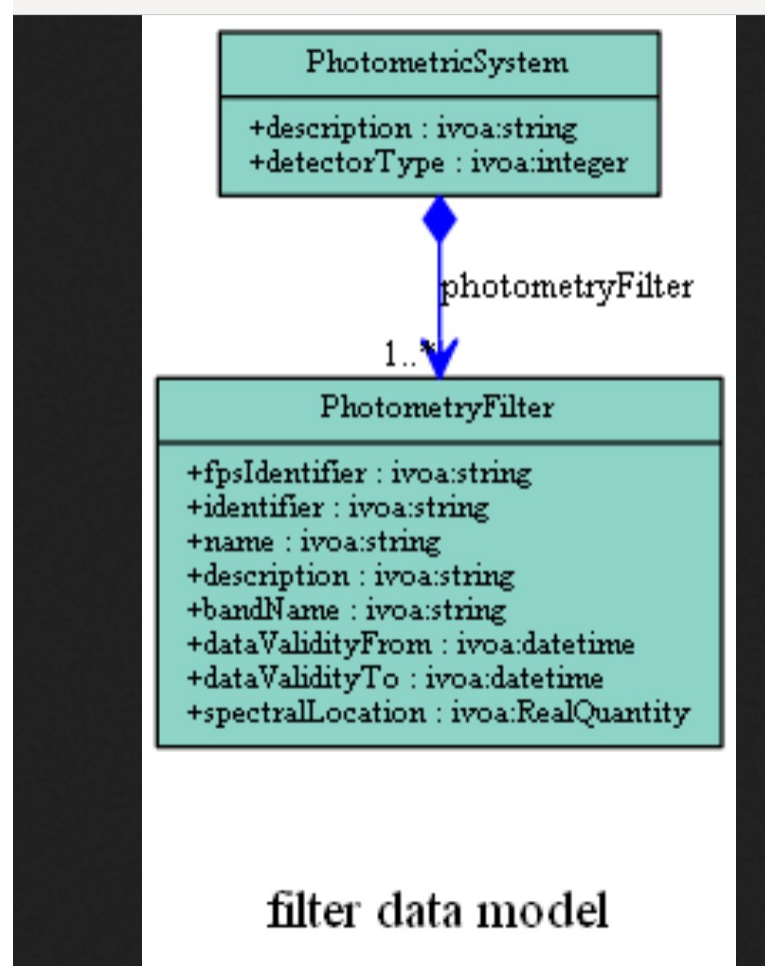 PhotometricSystem
+description : ivoa:string
+detectorType : ivoa:integer
photometryFilter
1..*
PhotometryFilter
+fpsIdentifier : ivoa:string
+identifier : ivoa:string
+name : ivoa:string
+description : ivoa:string
+bandName : ivoa:string
+dataValidityFrom : ivoa:datetime
+dataValidityTo : ivoa:datetime
+spectralLocation : ivoa:RealQuantity
filter data model